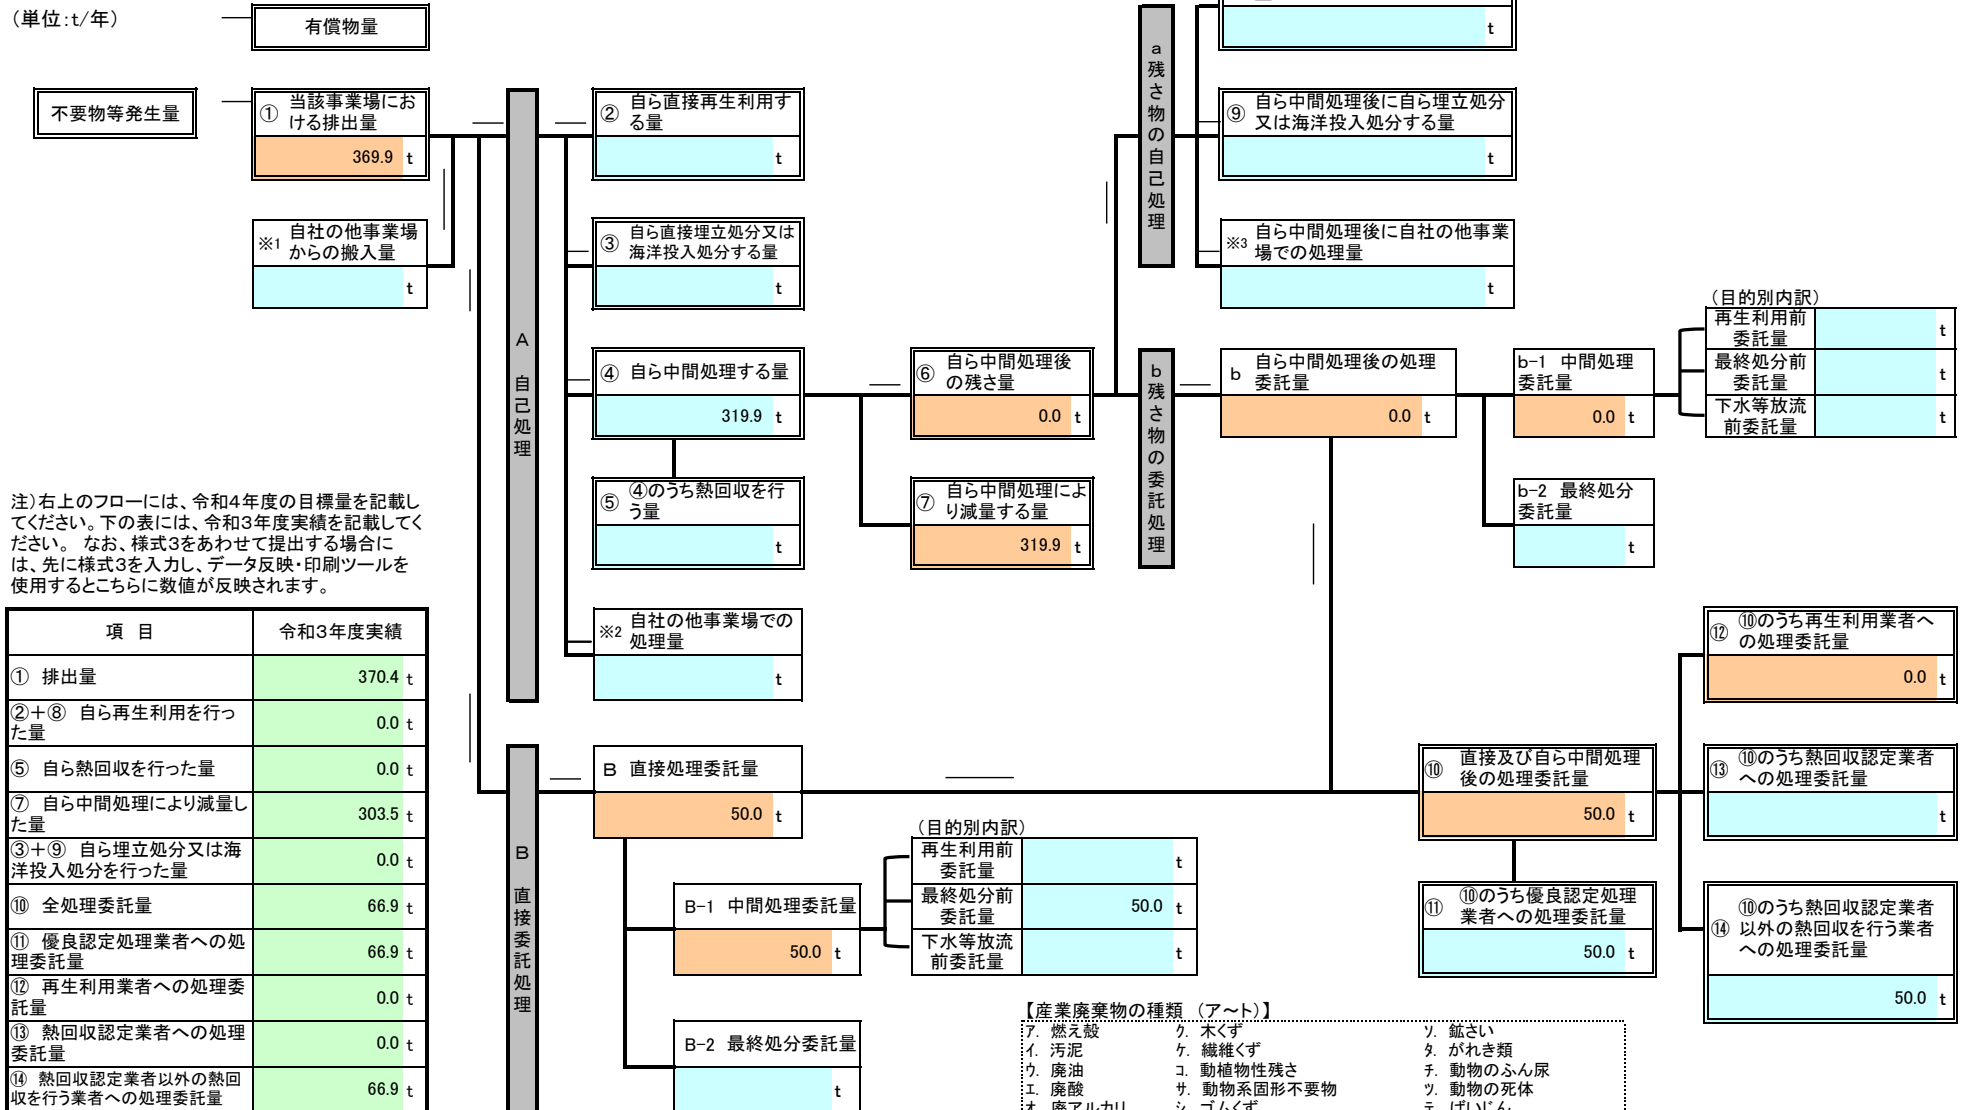 （単位：t/年）
有償物量
t
不要物等発生量
① 当該事業場にお
ける排出量
369.9 t
※1 自社の他事業場
からの搬入量
t
A 自己処理
② 自ら直接再生利用す
る量
t
③ 自ら直接埋立処分又は
海洋投入処分する量
t
④ 自ら中間処理する量
319.9 t
⑤ ④のうち熱回収を行
う量
t
※2 自社の他事業場での
処理量
t
⑥ 自ら中間処理後
の残さ量
0.0 t
⑦ 自ら中間処理によ
り減量する量
319.9 t
a 残さ物の自己処理
⑨ 自ら中間処理後に自ら埋立処分
又は海洋投入処分する量
t
※3 自ら中間処理後に自社の他事業
場での処理量
t
b 残さ物の委託処理
b 自ら中間処理後の処理
委託量
0.0 t
b-1 中間処理
委託量
0.0 t
b-2 最終処分
委託量
t
（目的別内訳）
再生利用前
委託量
t
最終処分前
委託量
t
下水等放流
前委託量
t
注）右上のフローには、令和４年度の目標量を記載し
てください。下の表には、令和３年度実績を記載してく
ださい。 なお、様式３をあわせて提出する場合に
は、先に様式３を入力し、データ反映・印刷ツールを
使用するとこちらに数値が反映されます。
項 目 令和３年度実績
① 排出量 370.4 t
②＋⑧ 自ら再生利用を行っ
た量 0.0 t
⑤ 自ら熱回収を行った量 0.0 t
⑦ 自ら中間処理により減量し
た量 303.5 t
③＋⑨ 自ら埋立処分又は海
洋投入処分を行った量 0.0 t
⑩ 全処理委託量 66.9 t
⑪ 優良認定処理業者への処
理委託量 66.9 t
⑫ 再生利用業者への処理委
託量 0.0 t
⑬ 熱回収認定業者への処理
委託量 0.0 t
⑭ 熱回収認定業者以外の熱回
収を行う業者への処理委託量 66.9 t
B 直接委託処理
B 直接処理委託量
50.0 t
B-1 中間処理委託量
50.0 t
B-2 最終処分委託量
t
（目的別内訳）
再生利用前
委託量
t
最終処分前
委託量
50.0 t
下水等放流
前委託量
t
⑩ 直接及び自ら中間処理
後の処理委託量
50.0 t
⑪ ⑩のうち優良認定処理
業者への処理委託量
50.0 t
⑫ ⑩のうち再生利用業者へ
の処理委託量
0.0 t
⑬ ⑩のうち熱回収認定業者
への処理委託量
t
⑭ ⑩のうち熱回収認定業者
以外の熱回収を行う業者
への処理委託量
50.0 t
【産業廃棄物の種類 （ア～ト）】
ア. 燃え殻 ク. 木くず ソ. 鉱さい
イ. 汚泥 ケ. 繊維くず タ. がれき類
ウ. 廃油 コ. 動植物性残さ チ. 動物のふん尿
エ. 廃酸 サ. 動物系固形不要物 ツ. 動物の死体
オ. 廃アルカリ シ. ゴムくず テ. ばいじん